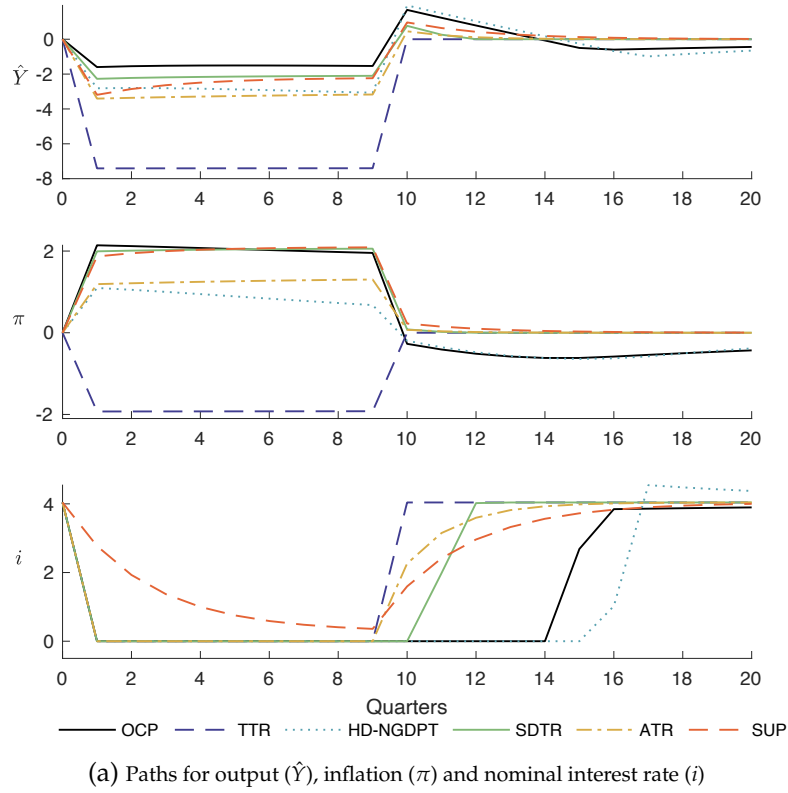 0
-2
-4
-6
-8
Ŷ
0 2 4 6 8 10 12 14 16 18 20
2
0
-2
π
0 2 4 6 8 10 12 14 16 18 20
4
2
0
i
0 2 4 6 8 10 12 14 16 18 20
Quarters
OCP TTR HD-NGDPT SDTR ATR SUP
(a) Paths for output (Ŷ), inflation (π) and nominal interest rate (i)